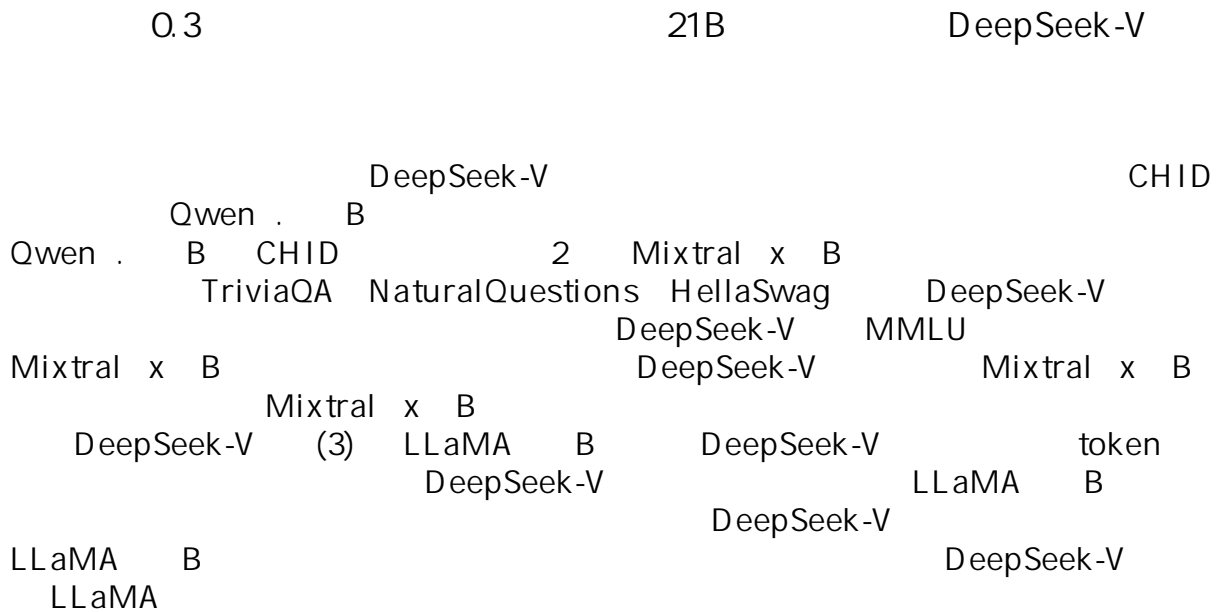 0.3 21B DeepSeek-V
DeepSeek-V CHID
Qwen . B
Qwen . B CHID 2 Mixtral x B
TriviaQA NaturalQuestions HellaSwag DeepSeek-V
DeepSeek-V MMLU
Mixtral x B DeepSeek-V Mixtral x B
Mixtral x B
DeepSeek-V (3) LLaMA B DeepSeek-V token
DeepSeek-V LLaMA B
DeepSeek-V
LLaMA B DeepSeek-V
LLaMA